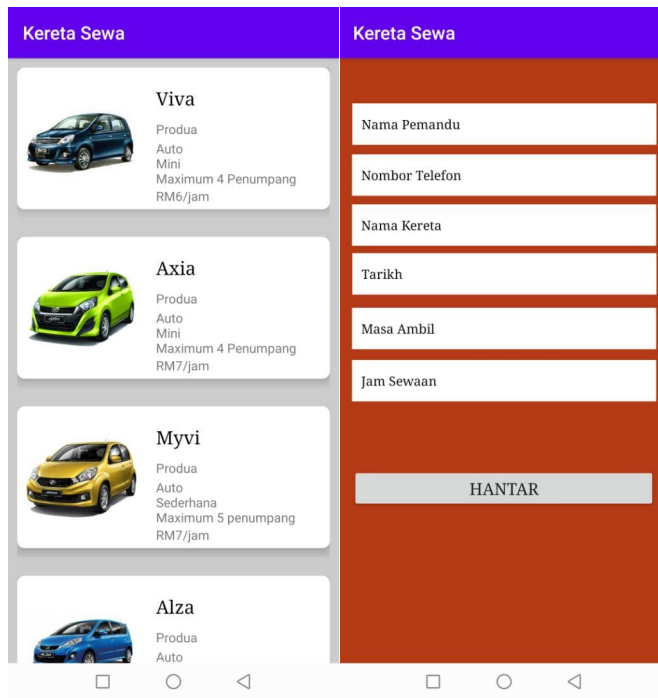 Kereta Sewa
Viva
Produa
Auto
Mini
Maximum 4 Penumpang
RM6/jam
Axia
Produa
Auto
Mini
Maximum 4 Penumpang
RM7/jam
Myvi
Produa
Auto
Sederhana
Maximum 5 penumpang
RM7/jam
Alza
Produa
Auto
Kereta Sewa
Nama Pemandu
Nombor Telefon
Nama Kereta
Tarikh
Masa Ambil
Jam Sewaan
HANTAR